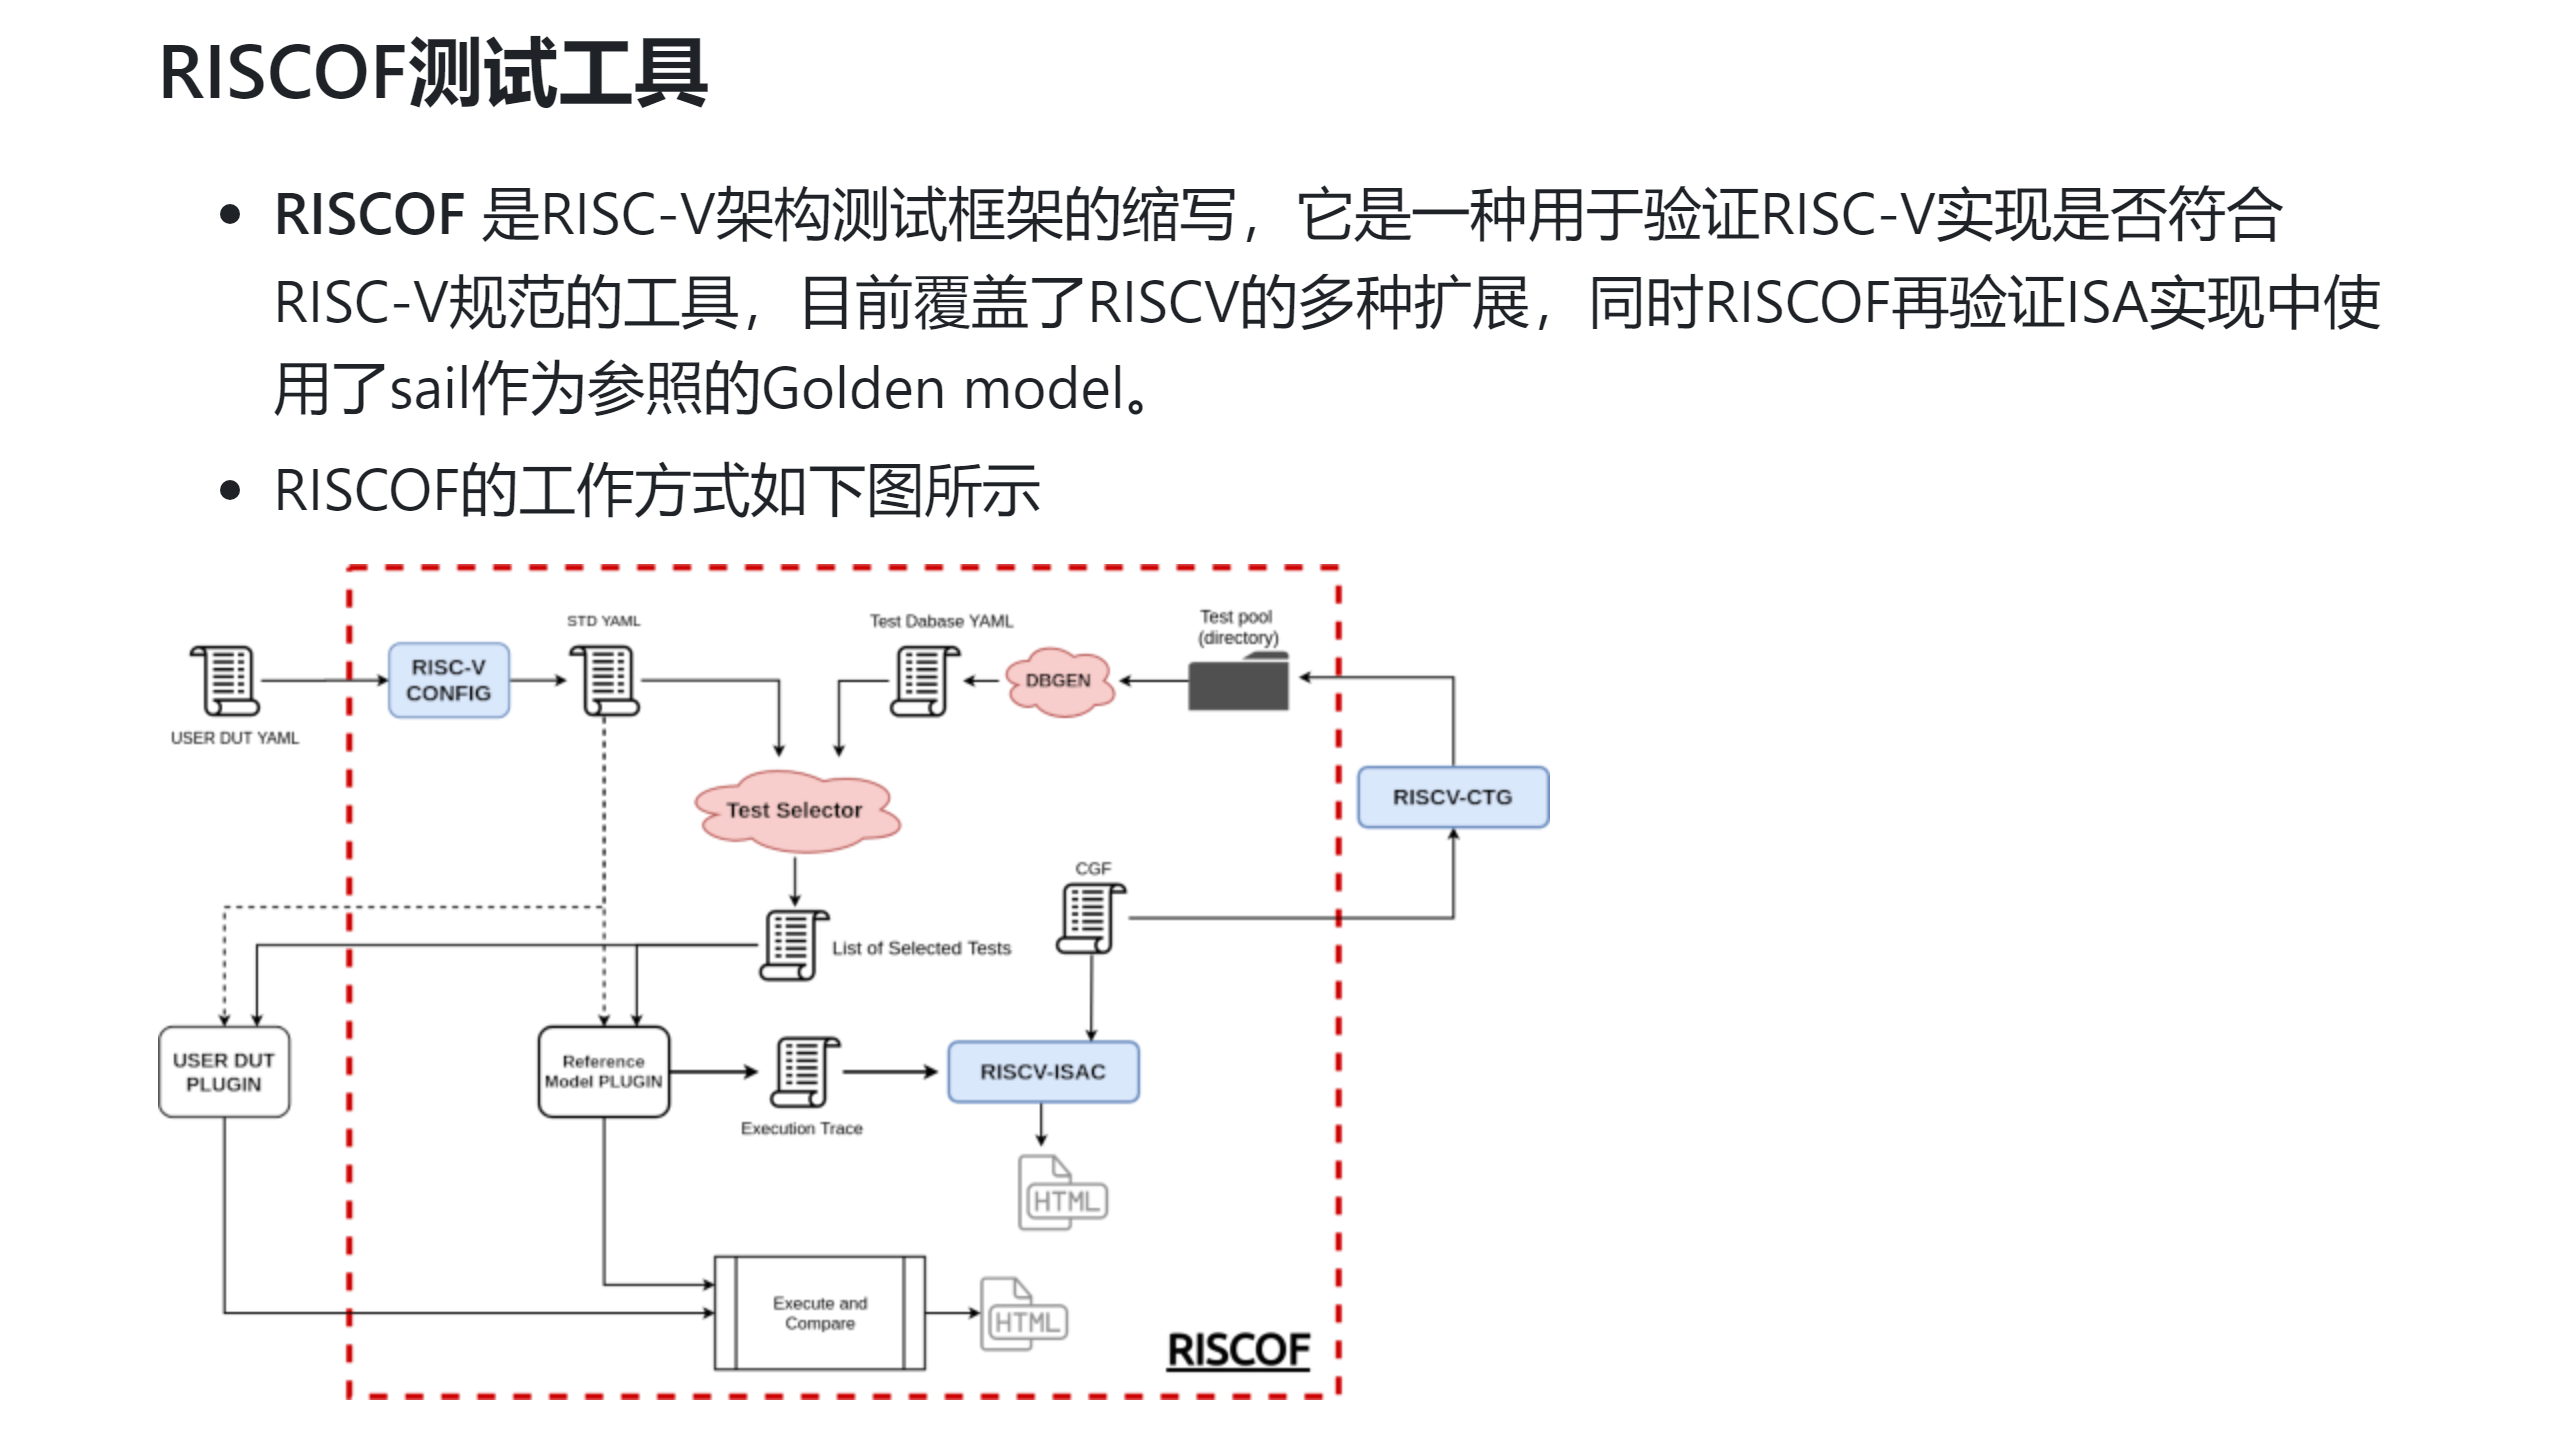 RISCOF测试工具
• RISCOF 是RISC-V架构测试框架的缩写，它是一种用于验证RISC-V实现是否符合
RISC-V规范的工具，目前覆盖了RISCV的多种扩展，同时RISCOF再验证ISA实现中使
用了sail作为参照的Golden model。
• RISCOF的工作方式如下图所示
USER DUT YAML
RISC-V
CONFIG
STD YAML
Test Dabase YAML
DBGEN
Test pool
(directory)
Test Selector
RISCV-CTG
CGF
List of Selected Tests
USER DUT
PLUGIN
Reference
Model PLUGIN
Execution Trace
RISCV-ISAC
HTML
Execute and
Compare
HTML
RISCOF